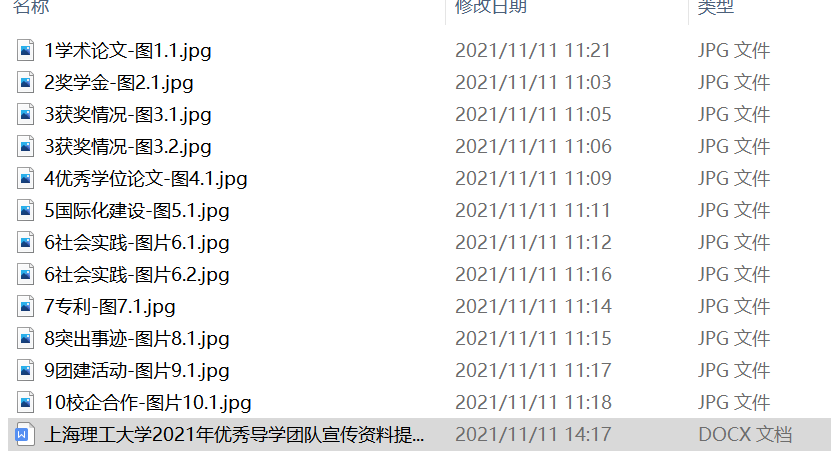 名称 修改日期 类型
1学术论文-图1.1.jpg 2021/11/11 11:21 JPG 文件
2奖学金-图2.1.jpg 2021/11/11 11:03 JPG 文件
3获奖情况-图3.1.jpg 2021/11/11 11:05 JPG 文件
3获奖情况-图3.2.jpg 2021/11/11 11:06 JPG 文件
4优秀学位论文-图4.1.jpg 2021/11/11 11:09 JPG 文件
5国际化建设-图5.1.jpg 2021/11/11 11:11 JPG 文件
6社会实践-图片6.1.jpg 2021/11/11 11:12 JPG 文件
6社会实践-图片6.2.jpg 2021/11/11 11:16 JPG 文件
7专利-图7.1.jpg 2021/11/11 11:14 JPG 文件
8突出事迹-图片8.1.jpg 2021/11/11 11:15 JPG 文件
9团建活动-图片9.1.jpg 2021/11/11 11:17 JPG 文件
10校企合作-图片10.1.jpg 2021/11/11 11:18 JPG 文件
上海理工大学2021年优秀导学团队宣传资料提... 2021/11/11 14:17 DOCX 文档